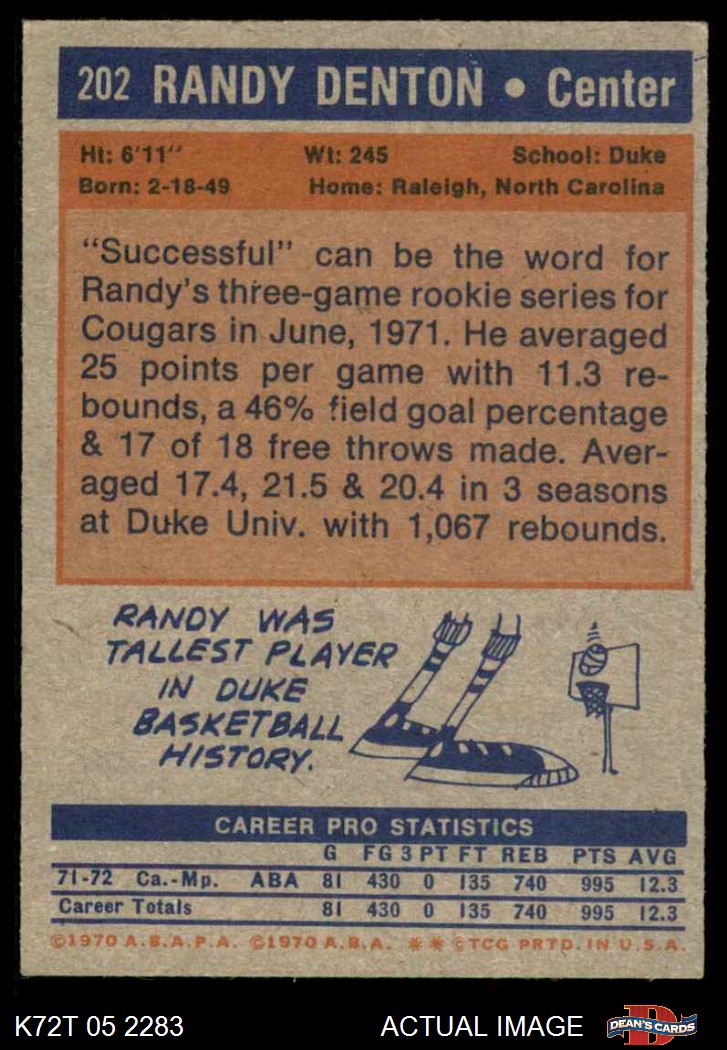 202 RANDY DENTON • Center
Ht: 6'11" Wt: 245 School: Duke
Born: 2-18-49 Home: Raleigh, North Carolina
"Successful" can be the word for
Randy's three-game rookie series for
Cougars in June, 1971. He averaged
25 points per game with 11.3 re-
bounds, a 46% field goal percentage
& 17 of 18 free throws made. Aver-
aged 17.4, 21.5 & 20.4 in 3 seasons
at Duke Univ. with 1,067 rebounds.
RANDY WAS
TALLEST PLAYER
IN DUKE
BASKETBALL
HISTORY.
CAREER PRO STATISTICS
G FG 3PT FT REB PTS AVG
71-72 Ca.-Mp. ABA 81 430 0 135 740 995 12.3
Career Totals 81 430 0 135 740 995 12.3
©1970 A.B.A.P.A. ©1970 A.B.A. ** ©TCG PRTD. IN U.S.A.
K72T 05 2283 ACTUAL IMAGE DEAN'S CARDS